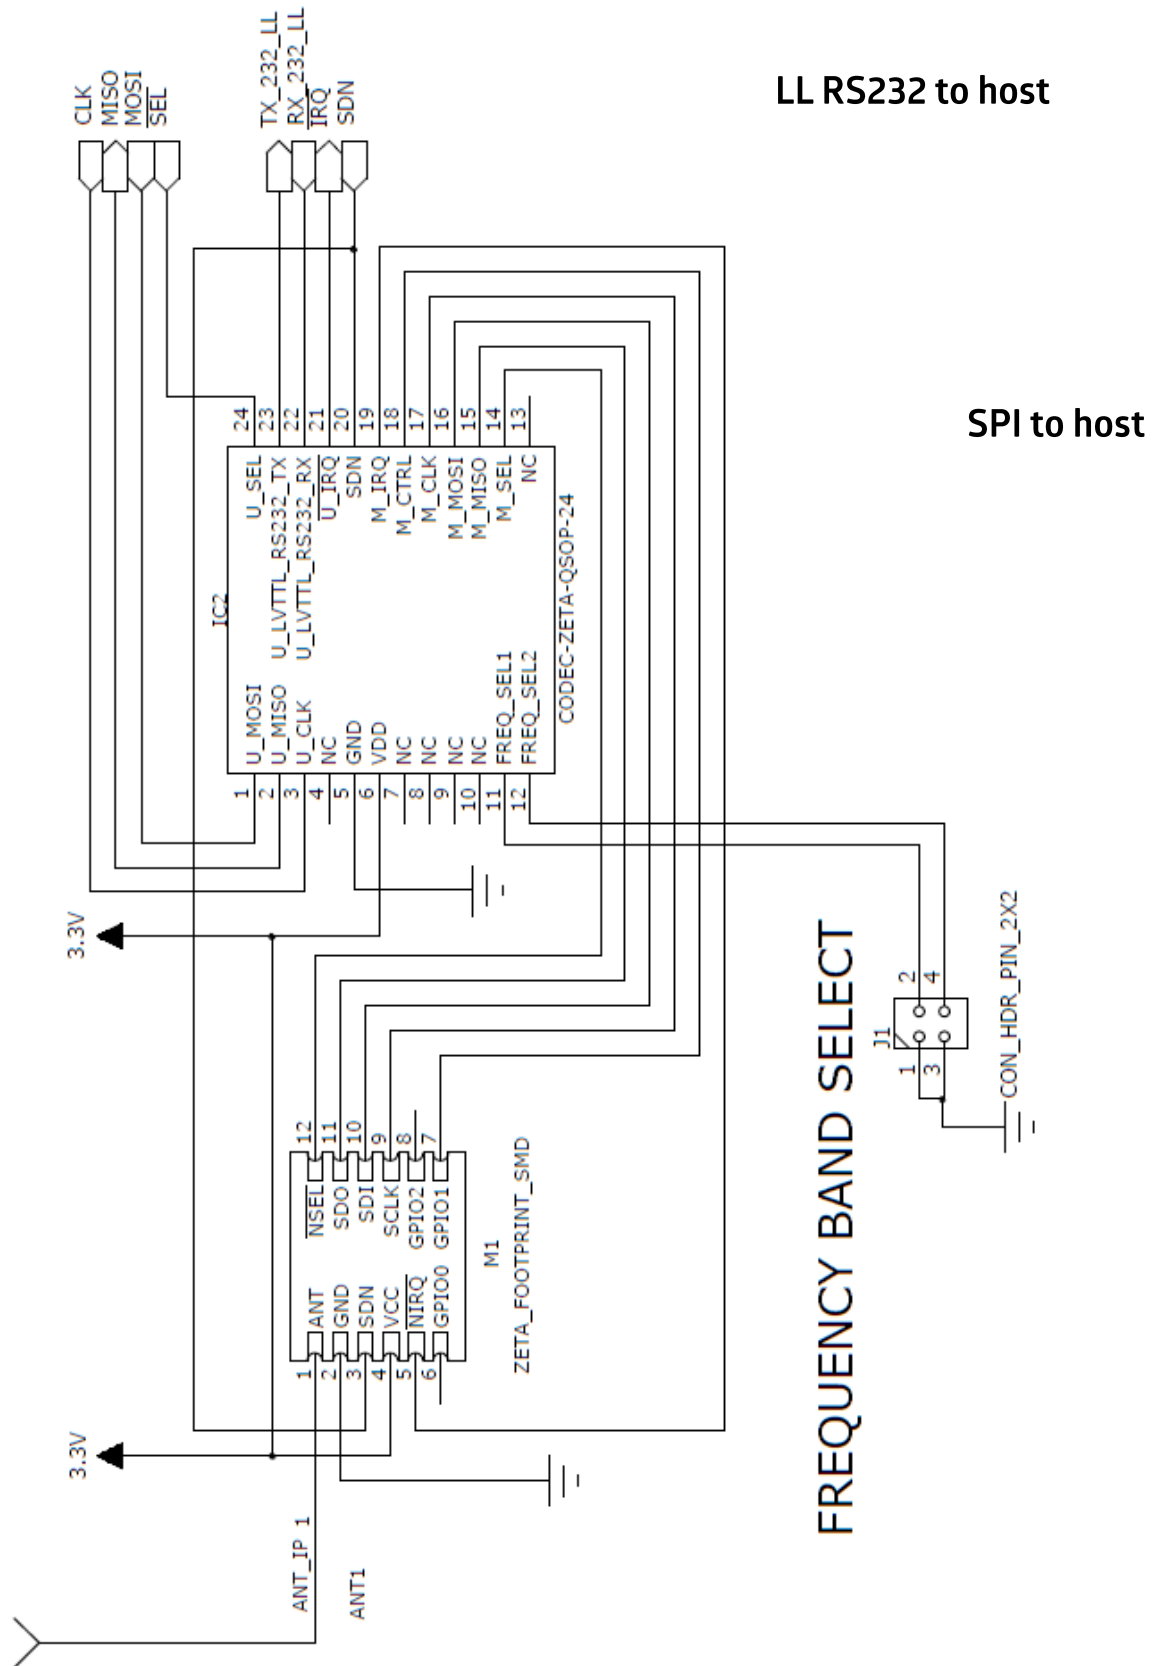 LL RS232 to host
SPI to host
CLK
MISO
MOSI
SEL
TX_232_LL
RX_232_LL
IRQ
SDN
24
23
22
21
20
19
18
17
16
15
14
13
U_SEL
U_LVTTL_RS232_TX
U_LVTTL_RS232_RX
U_IRQ
SDN
M_IRQ
M_CTRL
M_CLK
M_MOSI
M_MISO
M_SEL
NC
IC2
CODEC-ZETA-QSOP-24
U_MOSI
U_MISO
U_CLK
NC
GND
VDD
NC
NC
NC
NC
FREQ_SEL1
FREQ_SEL2
1
2
3
4
5
6
7
8
9
10
11
12
3.3V
12
11
10
9
8
7
NSEL
SDO
SDI
SCLK
GPIO2
GPIO1
ANT
GND
SDN
VCC
NIRQ
GPIO0
1
2
3
4
5
6
M1
ZETA_FOOTPRINT_SMD
3.3V
ANT_IP 1
ANT1
FREQUENCY BAND SELECT
J1
2
4
1
3
CON_HDR_PIN_2X2